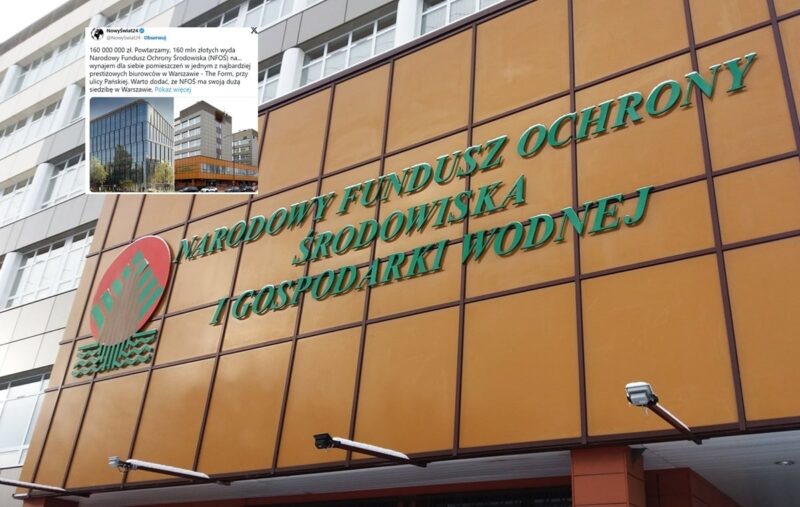 NowyŚwiat24
@NowySwiat24 · Obserwuj
160 000 000 zł. Powtarzamy, 160 mln złotych wyda
Narodowy Fundusz Ochrony Środowiska (NFOŚ) na...
wynajem dla siebie pomieszczeń w jednym z najbardziej
prestiżowych biurowców w Warszawie - The Form, przy
ulicy Pańskiej. Warto dodać, że NFOŚ ma swoją dużą
siedzibę w Warszawie, Pokaż więcej
NARODOWY FUNDUSZ OCHRONY
ŚRODOWISKA
I GOSPODARKI WODNEJ